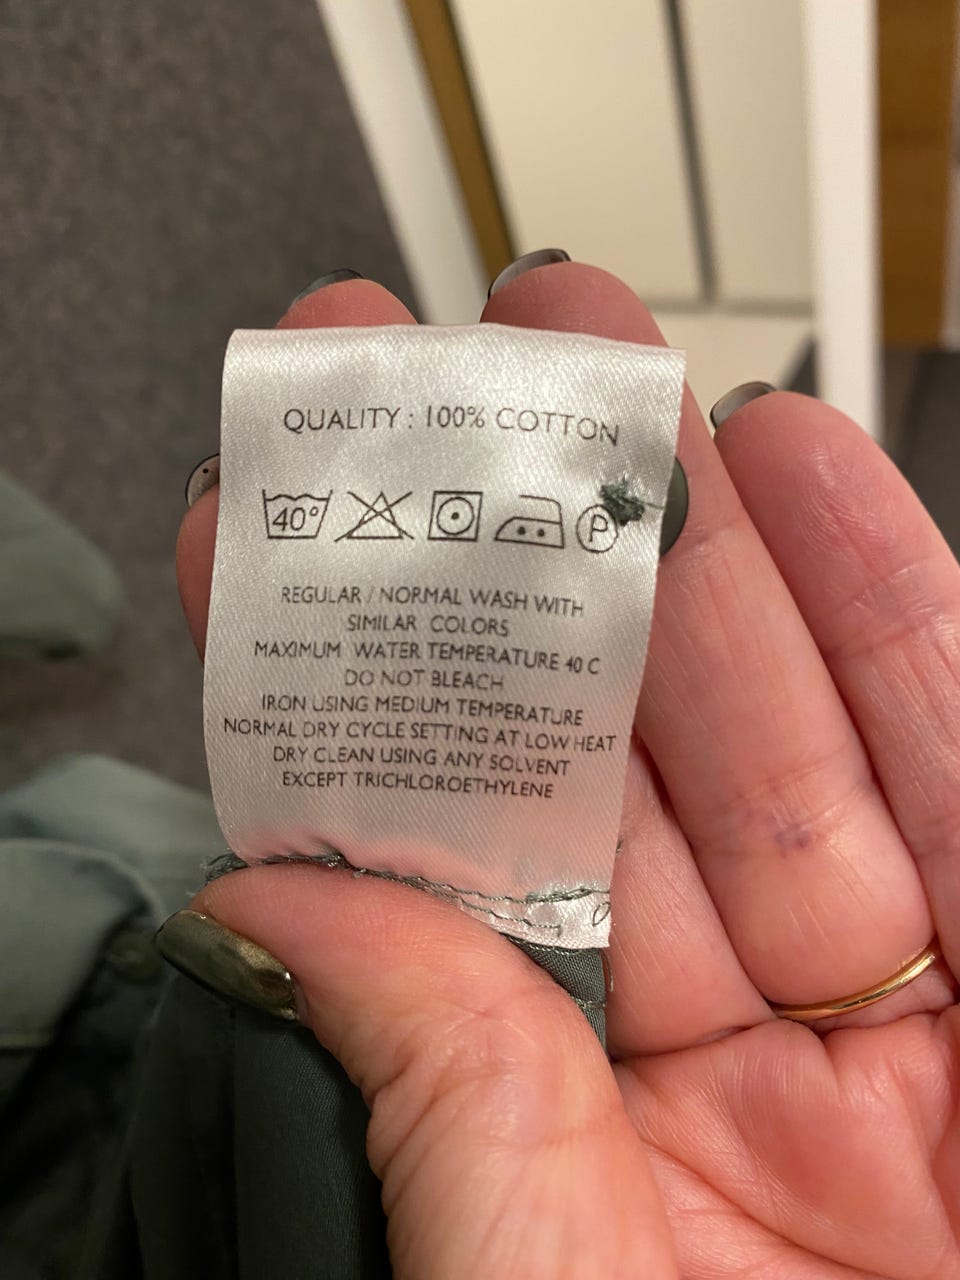 QUALITY : 100% COTTON
40° P
REGULAR / NORMAL WASH WITH
SIMILAR COLORS
MAXIMUM WATER TEMPERATURE 40 C
DO NOT BLEACH
IRON USING MEDIUM TEMPERATURE
NORMAL DRY CYCLE SETTING AT LOW HEAT
DRY CLEAN USING ANY SOLVENT
EXCEPT TRICHLOROETHYLENE